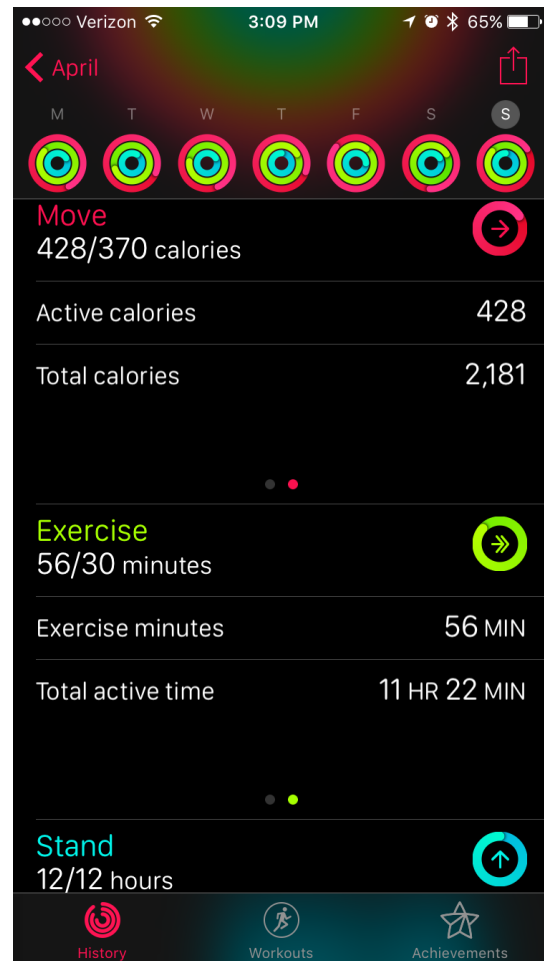 Verizon 3:09 PM 65%
April
M T W T F S S
Move
428/370 calories
Active calories 428
Total calories 2,181
Exercise
56/30 minutes
Exercise minutes 56 MIN
Total active time 11 HR 22 MIN
Stand
12/12 hours
History Workouts Achievements